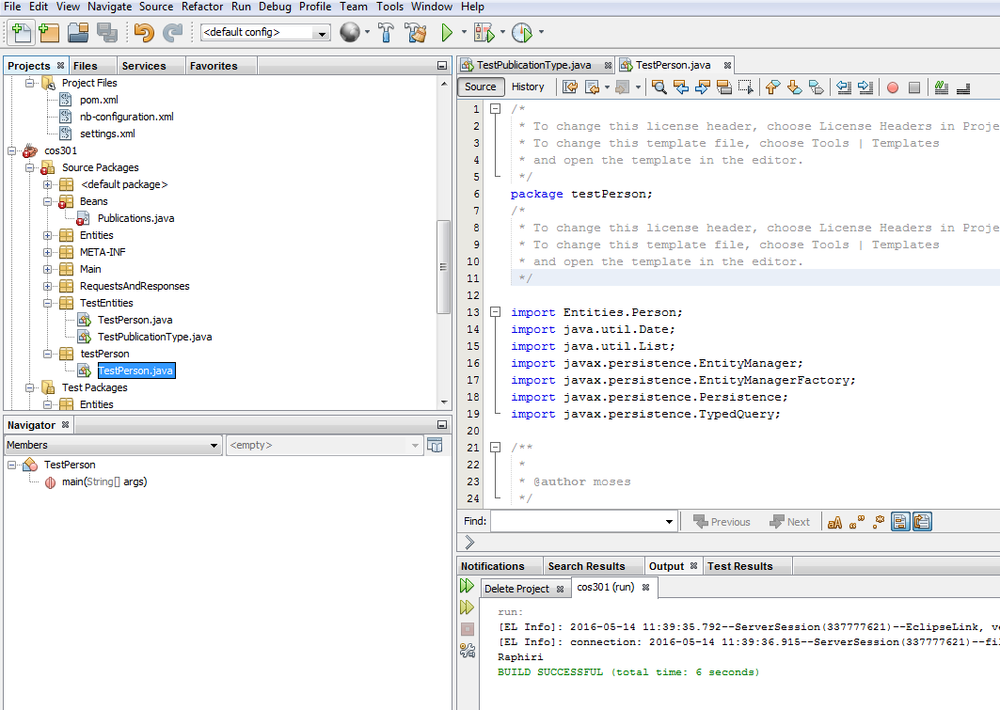 File Edit View Navigate Source Refactor Run Debug Profile Team Tools Window Help
<default config>
Projects Files Services Favorites
Project Files
pom.xml
nb-configuration.xml
settings.xml
cos301
Source Packages
<default package>
Beans
Publications.java
Entities
META-INF
Main
RequestsAndResponses
TestEntities
TestPerson.java
TestPublicationType.java
testPerson
TestPerson.java
Test Packages
Entities
Navigator
Members <empty>
TestPerson
main(String[] args)
TestPublicationType.java TestPerson.java
Source History
1 /*
2 * To change this license header, choose License Headers in Proje
3 * To change this template file, choose Tools | Templates
4 * and open the template in the editor.
5 */
6 package testPerson;
7 /*
8 * To change this license header, choose License Headers in Proje
9 * To change this template file, choose Tools | Templates
10 * and open the template in the editor.
11 */
12
13 import Entities.Person;
14 import java.util.Date;
15 import java.util.List;
16 import javax.persistence.EntityManager;
17 import javax.persistence.EntityManagerFactory;
18 import javax.persistence.Persistence;
19 import javax.persistence.TypedQuery;
20
21 /**
22 *
23 * @author moses
24 */
Find: Previous Next
Notifications Search Results Output Test Results
Delete Project cos301 (run)
run:
[EL Info]: 2016-05-14 11:39:35.792--ServerSession(337777621)--EclipseLink, ve
[EL Info]: connection: 2016-05-14 11:39:36.915--ServerSession(337777621)--fil
Raphiri
BUILD SUCCESSFUL (total time: 6 seconds)